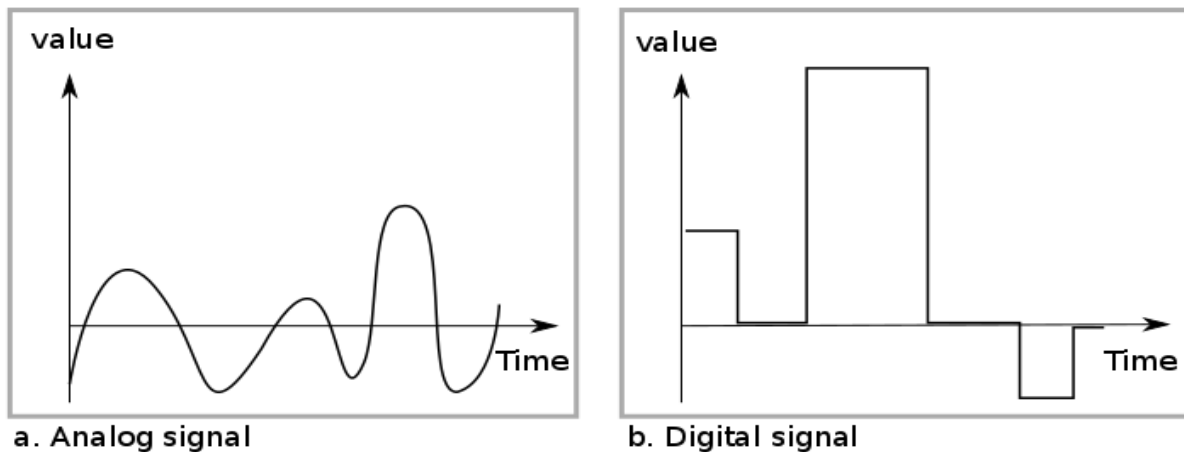 value
Time
a. Analog signal
value
Time
b. Digital signal